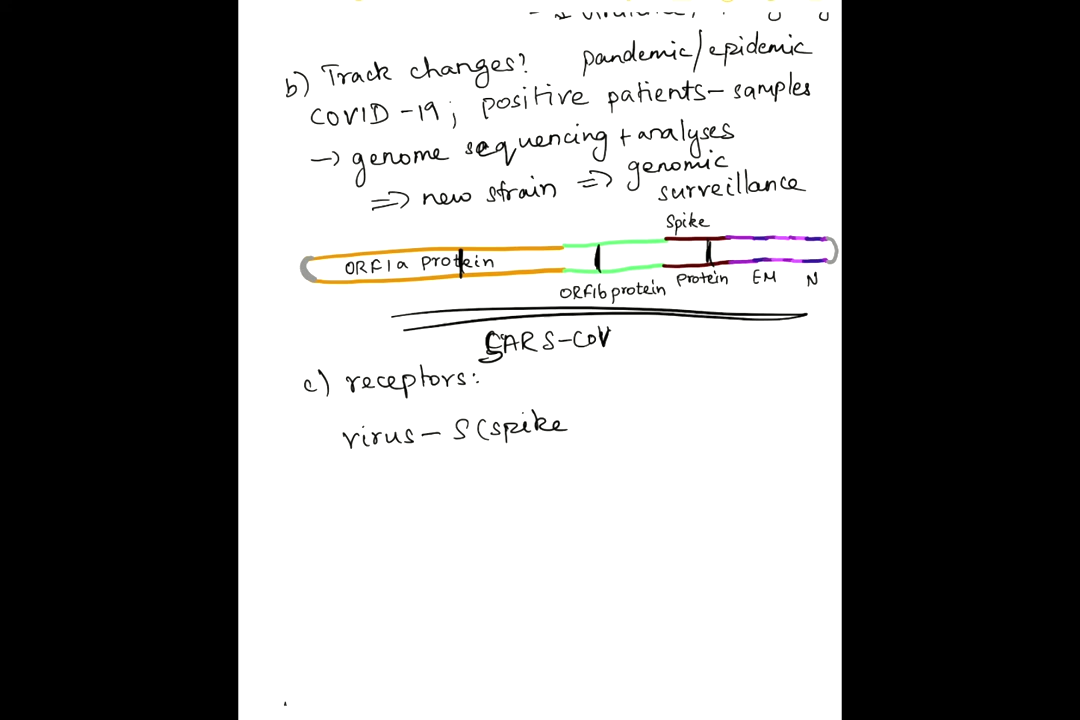 b) Track changes? pandemic/epidemic
COVID-19; positive patients- samples
→ genome sequencing + analyses
⇒ new strain ⇒ genomic
surveillance
Spike
ORF1a protein
ORF1b protein protein EM N
SARS-CoV
c) receptors:
virus - S(spike